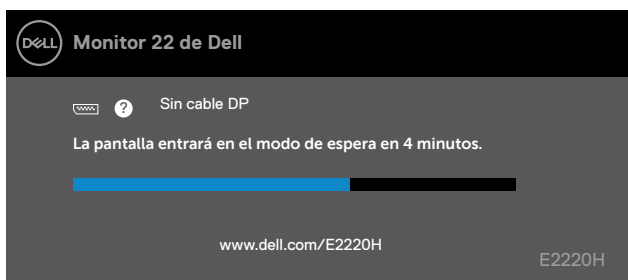 DELL
Monitor 22 de Dell
? Sin cable DP
La pantalla entrará en el modo de espera en 4 minutos.
www.dell.com/E2220H
E2220H